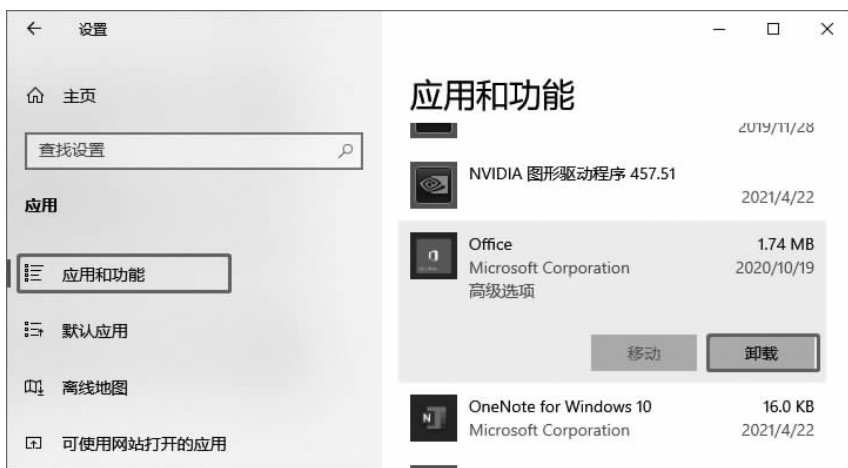 设置
主页
查找设置
应用
应用和功能
默认应用
离线地图
可使用网站打开的应用
应用和功能
2019/11/28
NVIDIA 图形驱动程序 457.51
2021/4/22
Office 1.74 MB
Microsoft Corporation 2020/10/19
高级选项
移动 卸载
OneNote for Windows 10 16.0 KB
Microsoft Corporation 2021/4/22